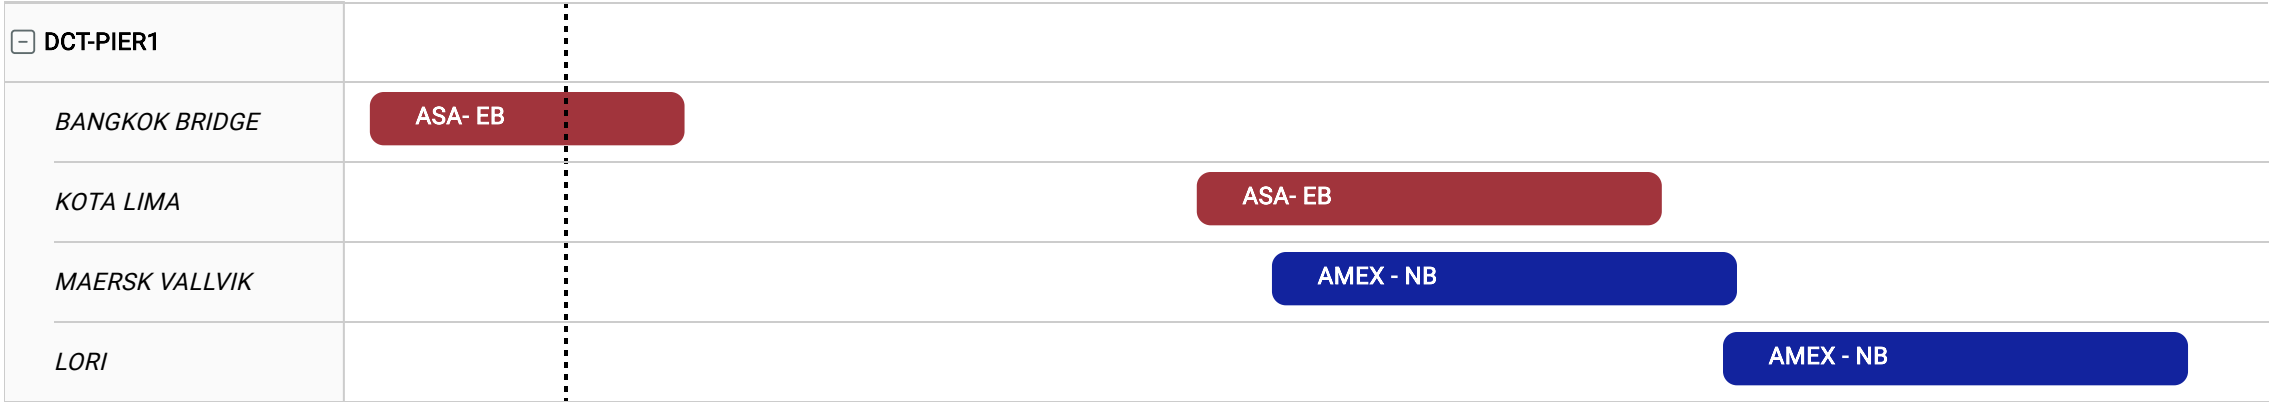 DCT-PIER1
BANGKOK BRIDGE ASA- EB
KOTA LIMA ASA- EB
MAERSK VALLVIK AMEX - NB
LORI AMEX - NB